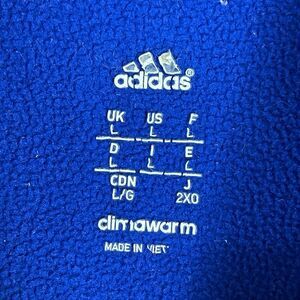 adidas®
UK US F
L L L
D I E
L L L
CDN J
L/G 2XO
climawarm
MADE IN VIET